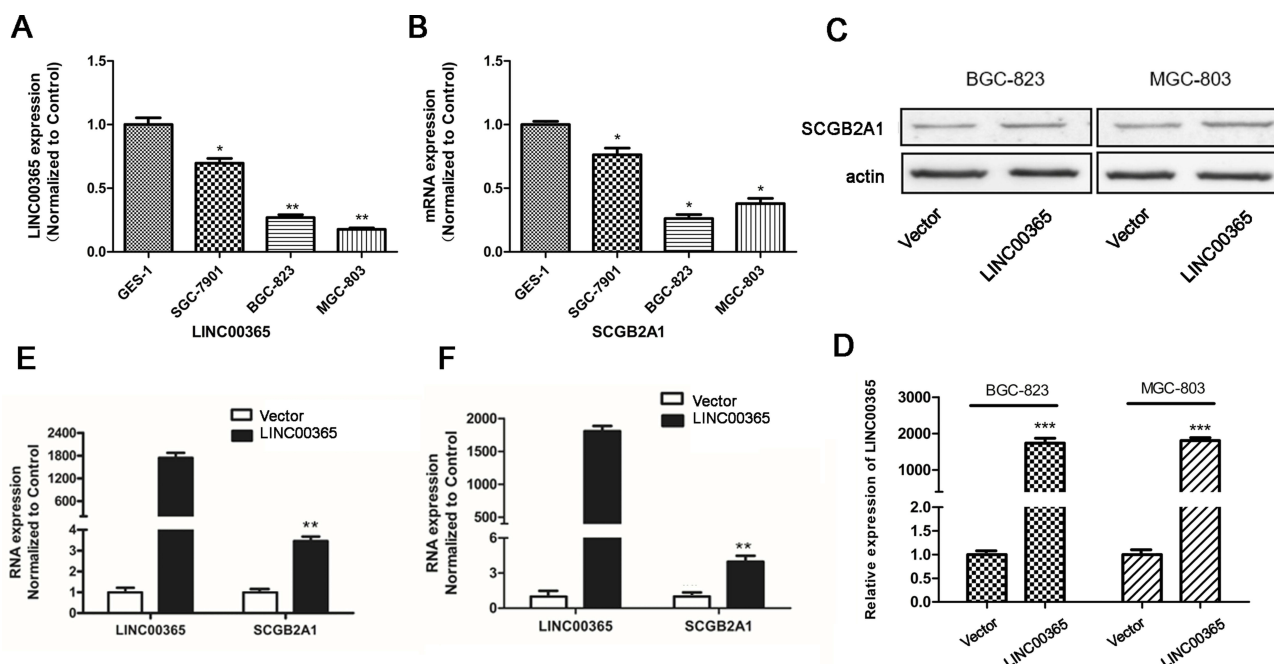 A
LINC00365 expression
(Normalized to Control)
1.5
1.0
0.5
0.0
*
**
**
GES-1
SGC-7901
BGC-823
MGC-803
LINC00365
B
mRNA expression
(Normalized to Control)
1.5
1.0
0.5
0.0
*
*
*
GES-1
SGC-7901
BGC-823
MGC-803
SCGB2A1
C
BGC-823
MGC-803
SCGB2A1
actin
Vector
LINC00365
Vector
LINC00365
E
Vector
LINC00365
RNA expression
Normalized to Control
2400
1800
1200
600
4
3
2
1
0
**
LINC00365
SCGB2A1
F
Vector
LINC00365
RNA expression
Normalized to Control
2000
1500
1000
500
6
3
0
**
LINC00365
SCGB2A1
D
Relative expression of LINC00365
BGC-823
MGC-803
3000
2000
1000
2.0
1.5
1.0
0.5
0.0
***
***
Vector
LINC00365
Vector
LINC00365